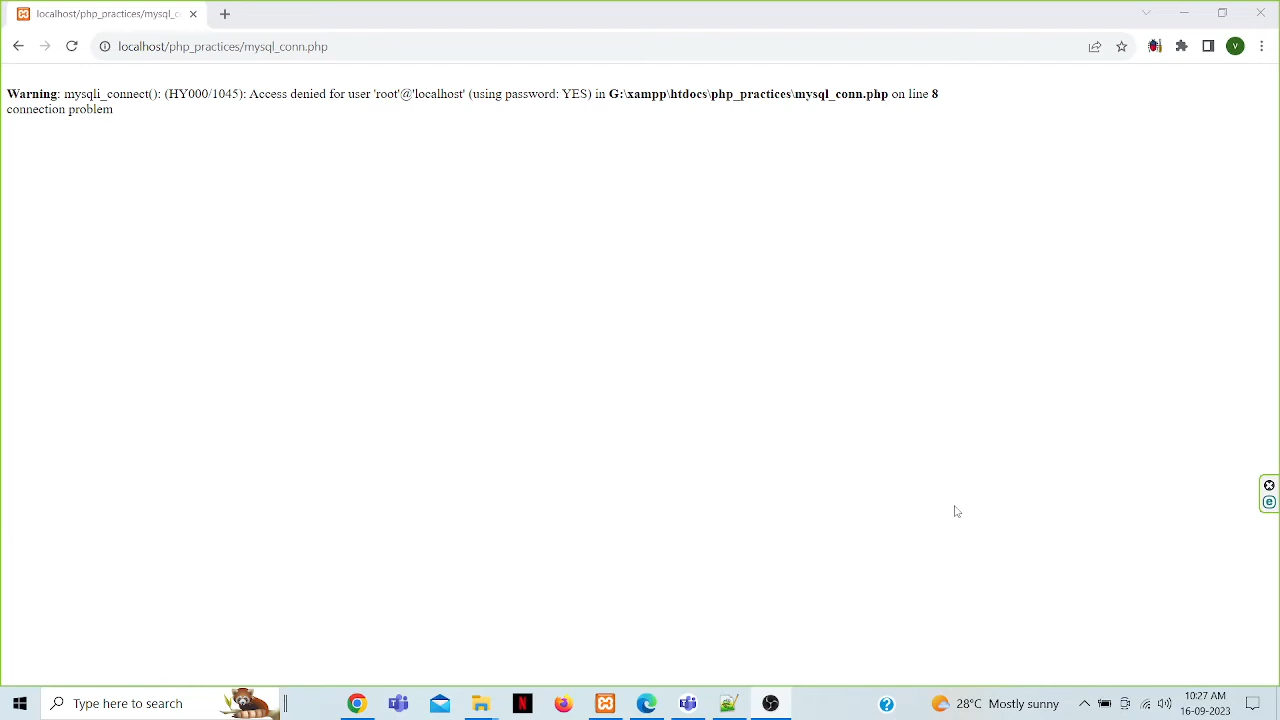 localhost/php_practices/mysql_c
localhost/php_practices/mysql_conn.php
V
Warning: mysqli_connect(): (HY000/1045): Access denied for user 'root'@'localhost' (using password: YES) in G:\xampp\htdocs\php_practices\mysql_conn.php on line 8
connection problem
Type here to search
28°C Mostly sunny
10:27 AM
16-09-2023